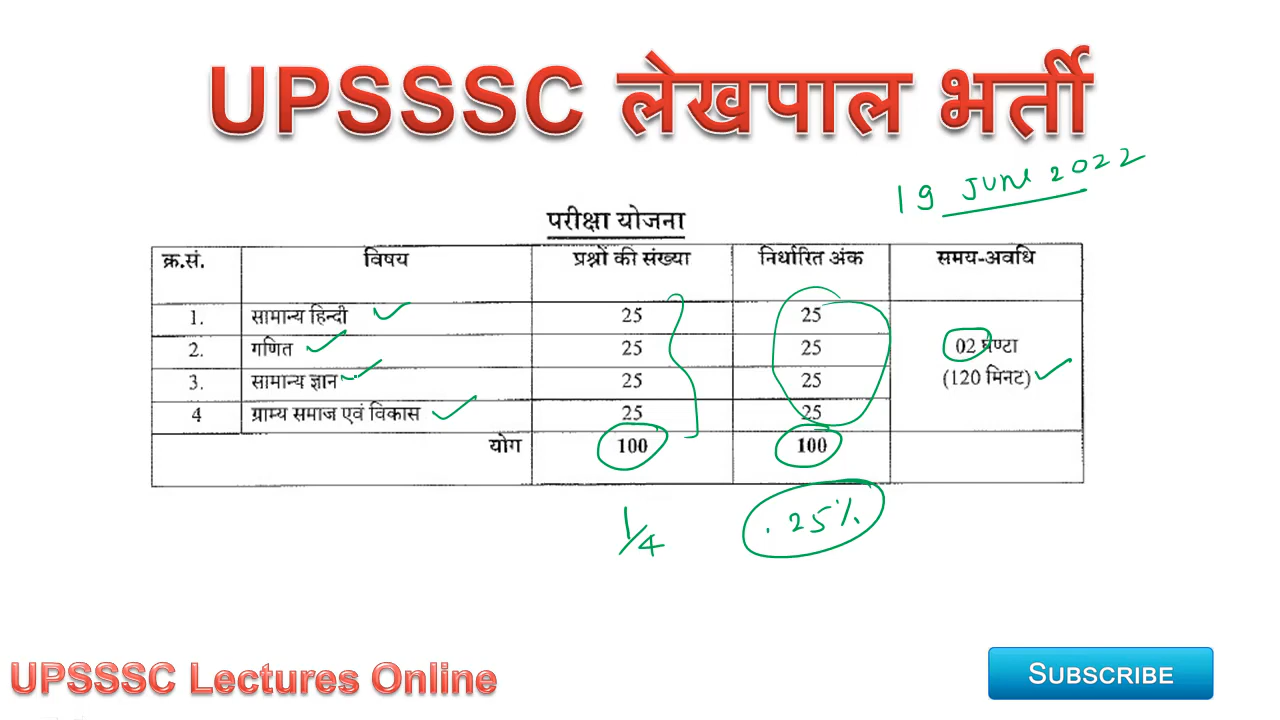 UPSSSC लेखपाल भर्ती
19 June 2022
परीक्षा योजना
क्र.सं. विषय प्रश्नों की संख्या निर्धारित अंक समय-अवधि
1. सामान्य हिन्दी 25 25
2. गणित 25 25 02 घण्टा
3. सामान्य ज्ञान 25 25 (120 मिनट)
4 ग्राम्य समाज एवं विकास 25 25
योग 100 100
1/4 .25%
UPSSSC Lectures Online
SUBSCRIBE